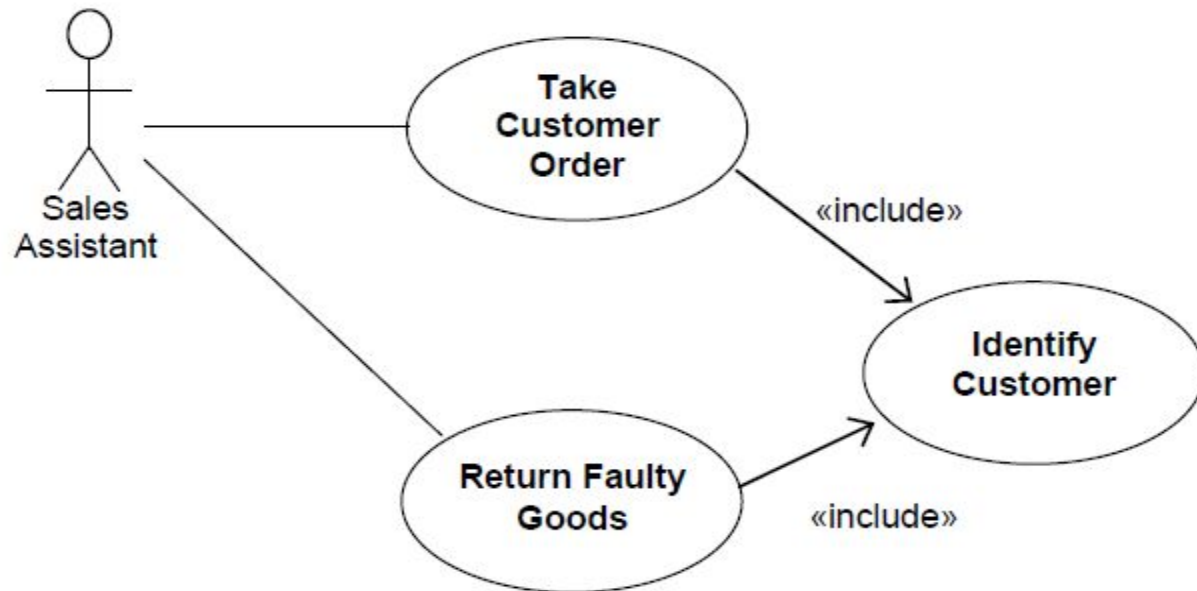 Take
Customer
Order
Sales
Assistant
«include»
Identify
Customer
Return Faulty
Goods
«include»